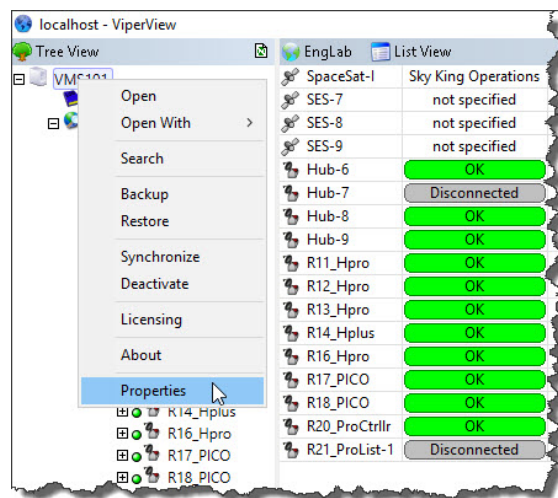 localhost - ViperView
Tree View
EngLab List View
VMS101
Open
Open With
Search
Backup
Restore
Synchronize
Deactivate
Licensing
About
Properties
R14_Hplus
R16_Hpro
R17_PICO
R18_PICO
SpaceSat-I Sky King Operations
SES-7 not specified
SES-8 not specified
SES-9 not specified
Hub-6 OK
Hub-7 Disconnected
Hub-8 OK
Hub-9 OK
R11_Hpro OK
R12_Hpro OK
R13_Hpro OK
R14_Hplus OK
R16_Hpro OK
R17_PICO OK
R18_PICO OK
R20_ProCtrllr OK
R21_ProList-1 Disconnected